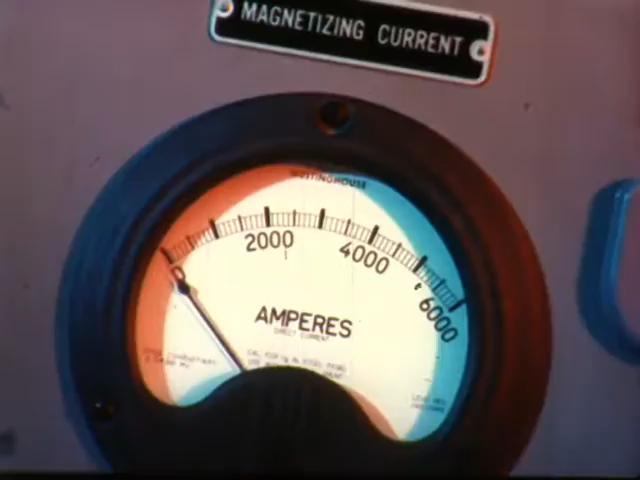 MAGNETIZING CURRENT
WESTINGHOUSE
0
2000
4000
6000
AMPERES
DIRECT CURRENT